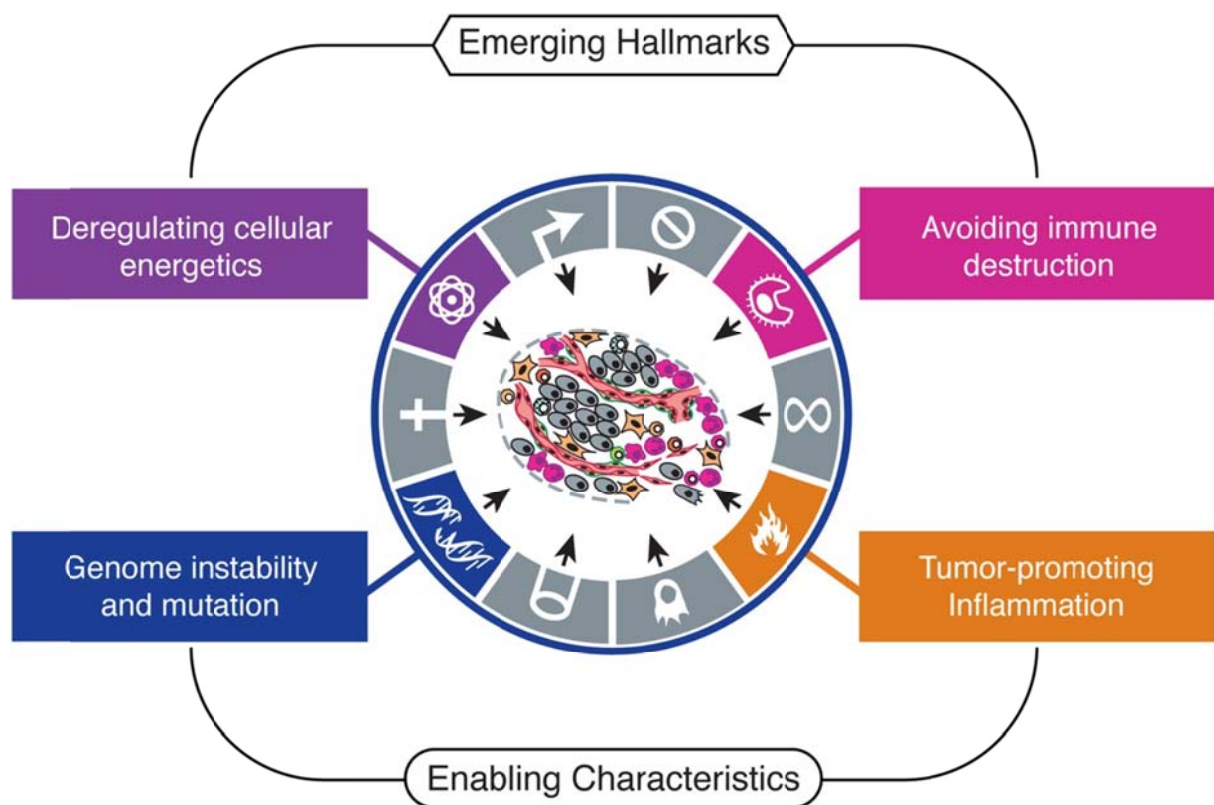 Emerging Hallmarks
Deregulating cellular
energetics
Avoiding immune
destruction
Genome instability
and mutation
Tumor-promoting
Inflammation
Enabling Characteristics